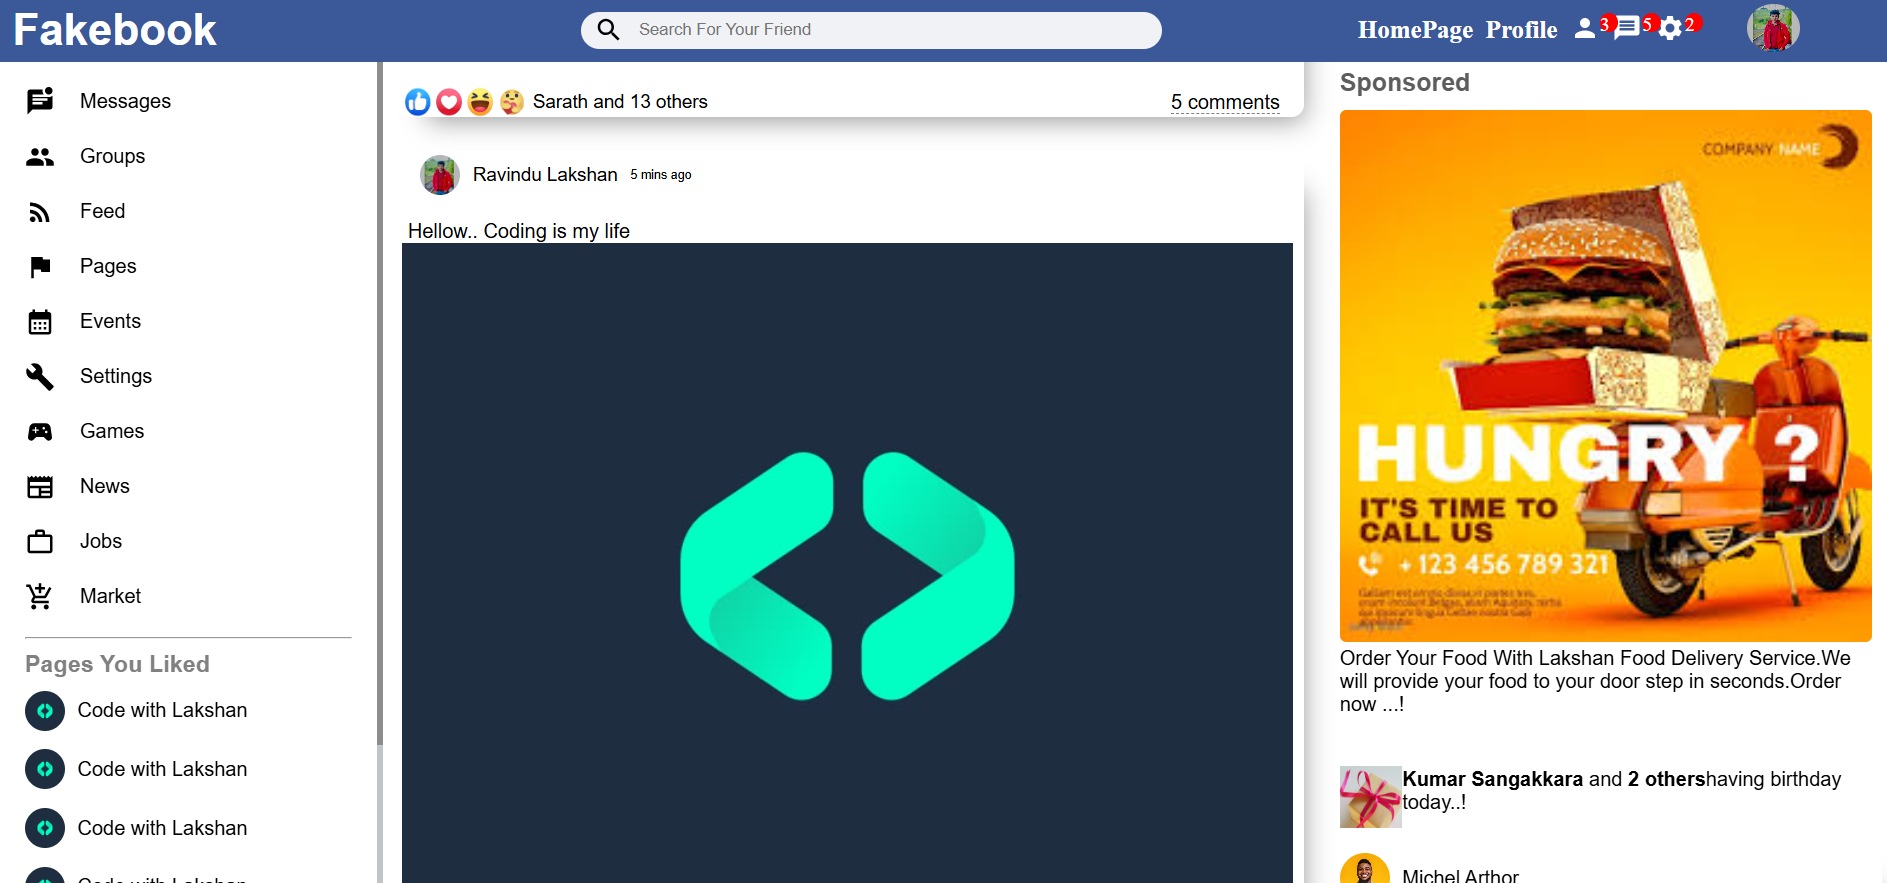 Fakebook
Search For Your Friend
HomePage Profile 3 5 2
Messages
Groups
Feed
Pages
Events
Settings
Games
News
Jobs
Market
Pages You Liked
Code with Lakshan
Code with Lakshan
Code with Lakshan
Code with Lakshan
Sarath and 13 others
5 comments
Ravindu Lakshan 5 mins ago
Hellow.. Coding is my life
Sponsored
COMPANY NAME
HUNGRY ?
IT'S TIME TO
CALL US
+ 123 456 789 321
Order Your Food With Lakshan Food Delivery Service.We
will provide your food to your door step in seconds.Order
now ...!
Kumar Sangakkara and 2 othershaving birthday
today..!
Michel Arthor